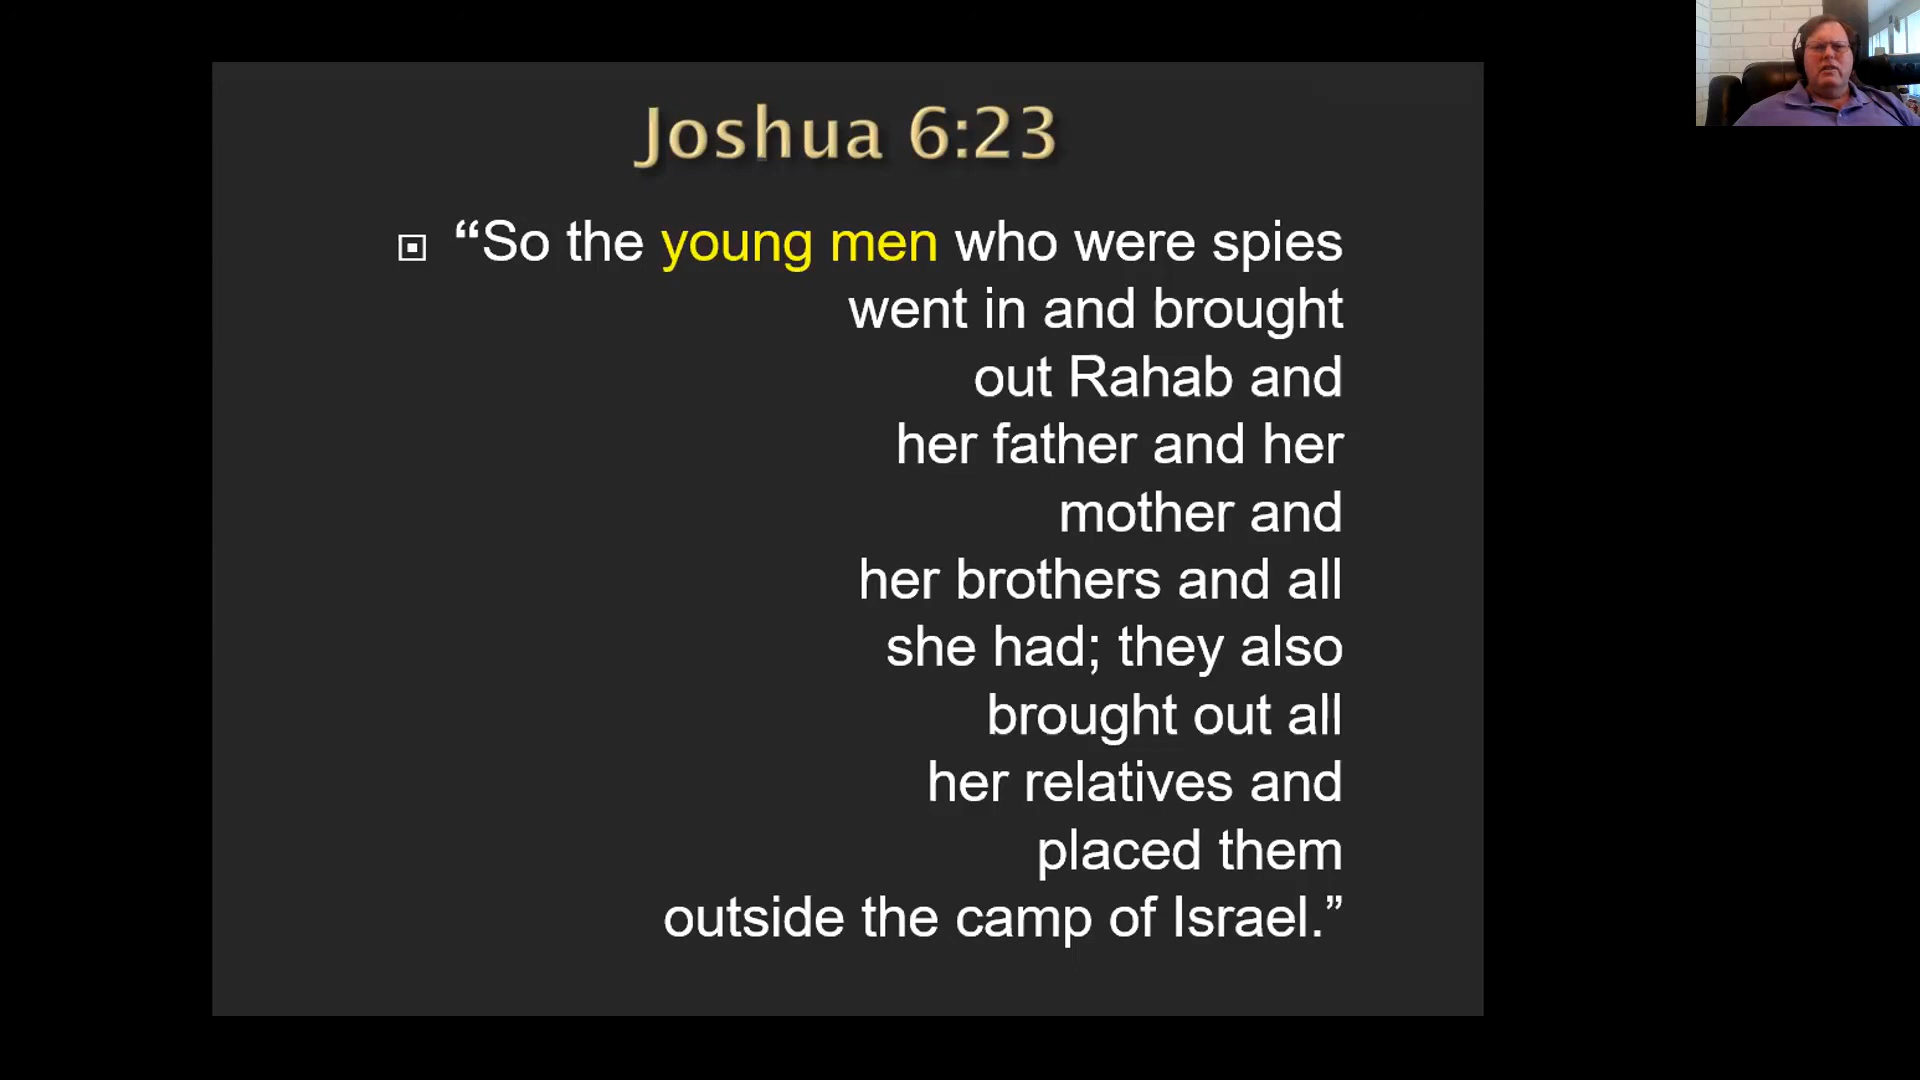 Joshua 6:23
“So the young men who were spies
went in and brought
out Rahab and
her father and her
mother and
her brothers and all
she had; they also
brought out all
her relatives and
placed them
outside the camp of Israel.”